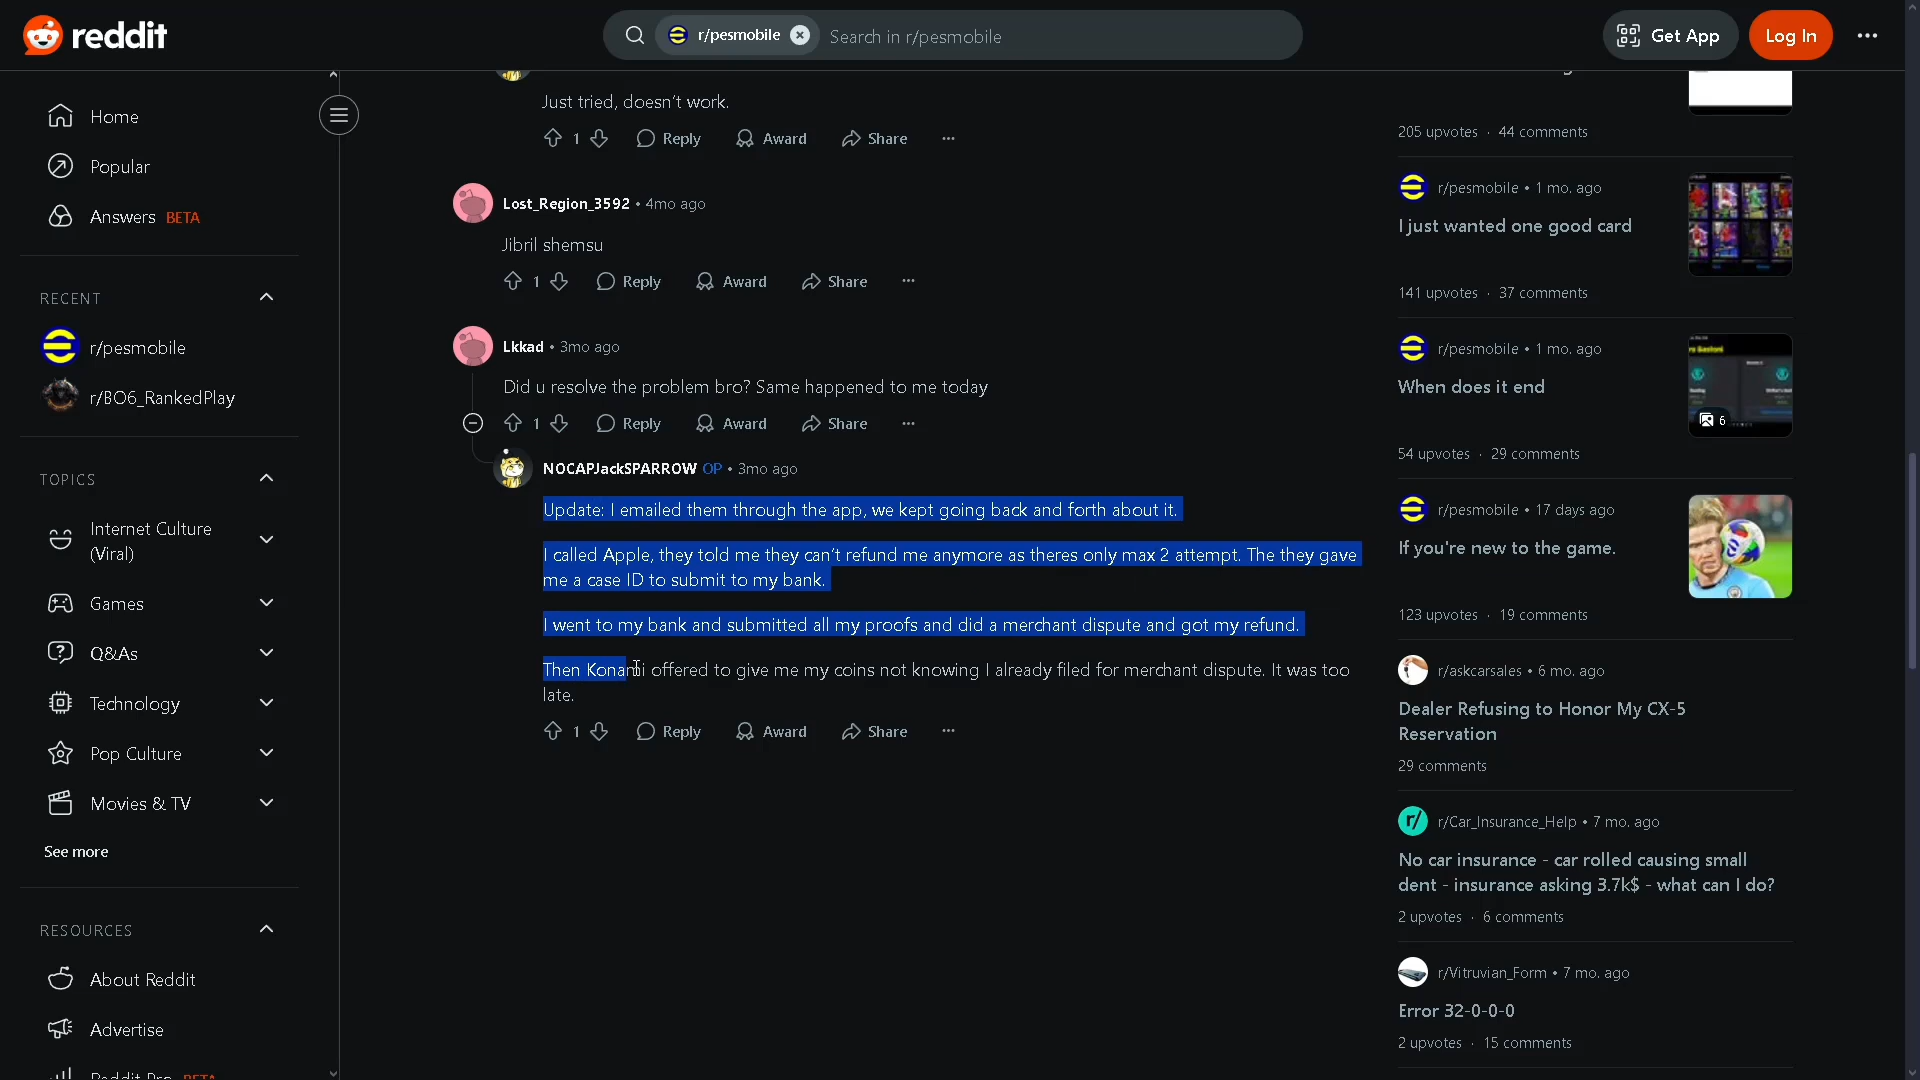 reddit
r/pesmobile
Search in r/pesmobile
Get App
Log In
Home
Popular
Answers BETA
RECENT
r/pesmobile
r/BO6_RankedPlay
TOPICS
Internet Culture
(Viral)
Games
Q&As
Technology
Pop Culture
Movies & TV
See more
RESOURCES
About Reddit
Advertise
Reddit Pro BETA
Just tried, doesn't work.
1 Reply Award Share
Lost_Region_3592 • 4mo ago
Jibril shemsu
1 Reply Award Share
Lkkad • 3mo ago
Did u resolve the problem bro? Same happened to me today
1 Reply Award Share
NOCAPJackSPARROW OP • 3mo ago
Update: I emailed them through the app, we kept going back and forth about it.
I called Apple, they told me they can't refund me anymore as theres only max 2 attempt. The they gave
me a case ID to submit to my bank.
I went to my bank and submitted all my proofs and did a merchant dispute and got my refund.
Then Konami offered to give me my coins not knowing I already filed for merchant dispute. It was too
late.
1 Reply Award Share
205 upvotes · 44 comments
r/pesmobile • 1 mo. ago
I just wanted one good card
141 upvotes · 37 comments
r/pesmobile • 1 mo. ago
When does it end
6
54 upvotes · 29 comments
r/pesmobile • 17 days ago
If you're new to the game.
123 upvotes · 19 comments
r/askcarsales • 6 mo. ago
Dealer Refusing to Honor My CX-5
Reservation
29 comments
r/Car_Insurance_Help • 7 mo. ago
No car insurance - car rolled causing small
dent - insurance asking 3.7k$ - what can I do?
2 upvotes · 6 comments
r/Vitruvian_Form • 7 mo. ago
Error 32-0-0-0
2 upvotes · 15 comments